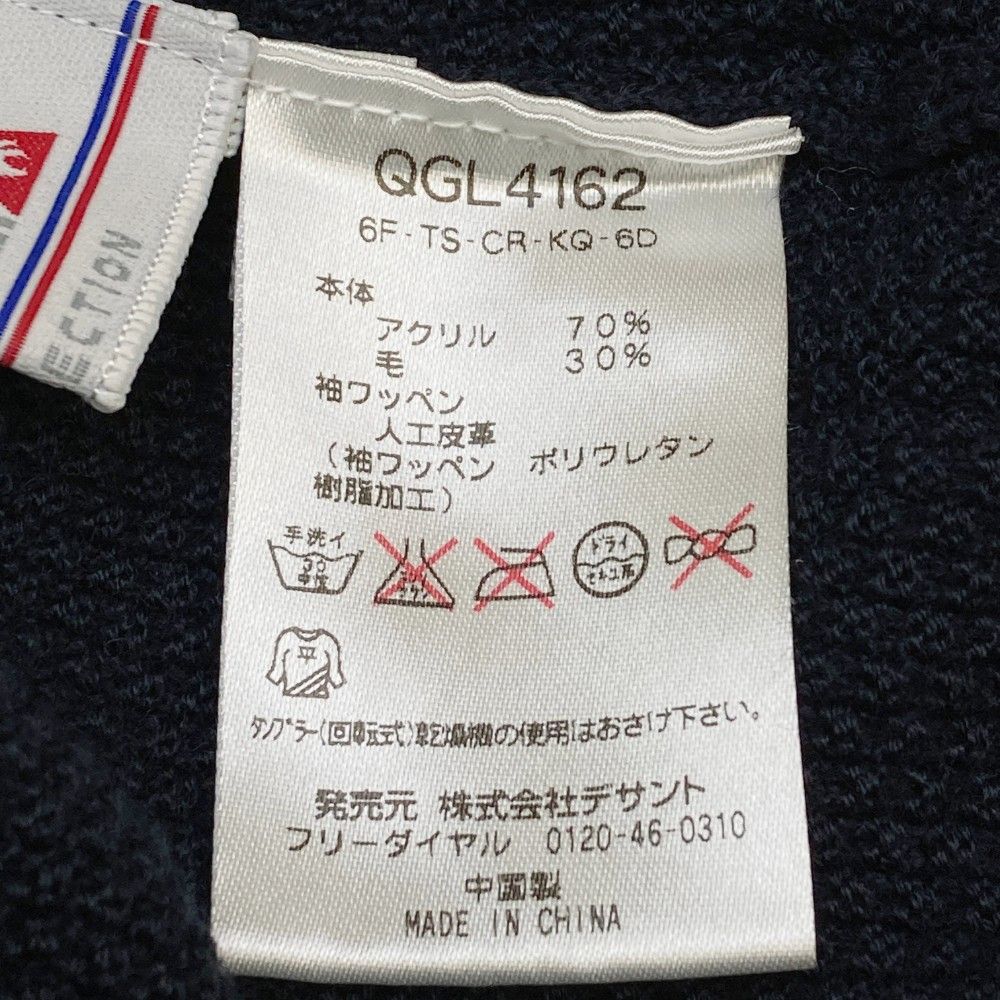 CTION
QGL4162
6F-TS-CR-KQ-6D
本体
アクリル 70%
毛 30%
袖ワッペン
人工皮革
(袖ワッペン ポリウレタン
樹脂加工)
手洗イ
30
中性
ドライ
平
タンブラー(回転式)乾燥機の使用はおさけ下さい。
発売元 株式会社デサント
フリーダイヤル 0120-46-0310
中国製
MADE IN CHINA